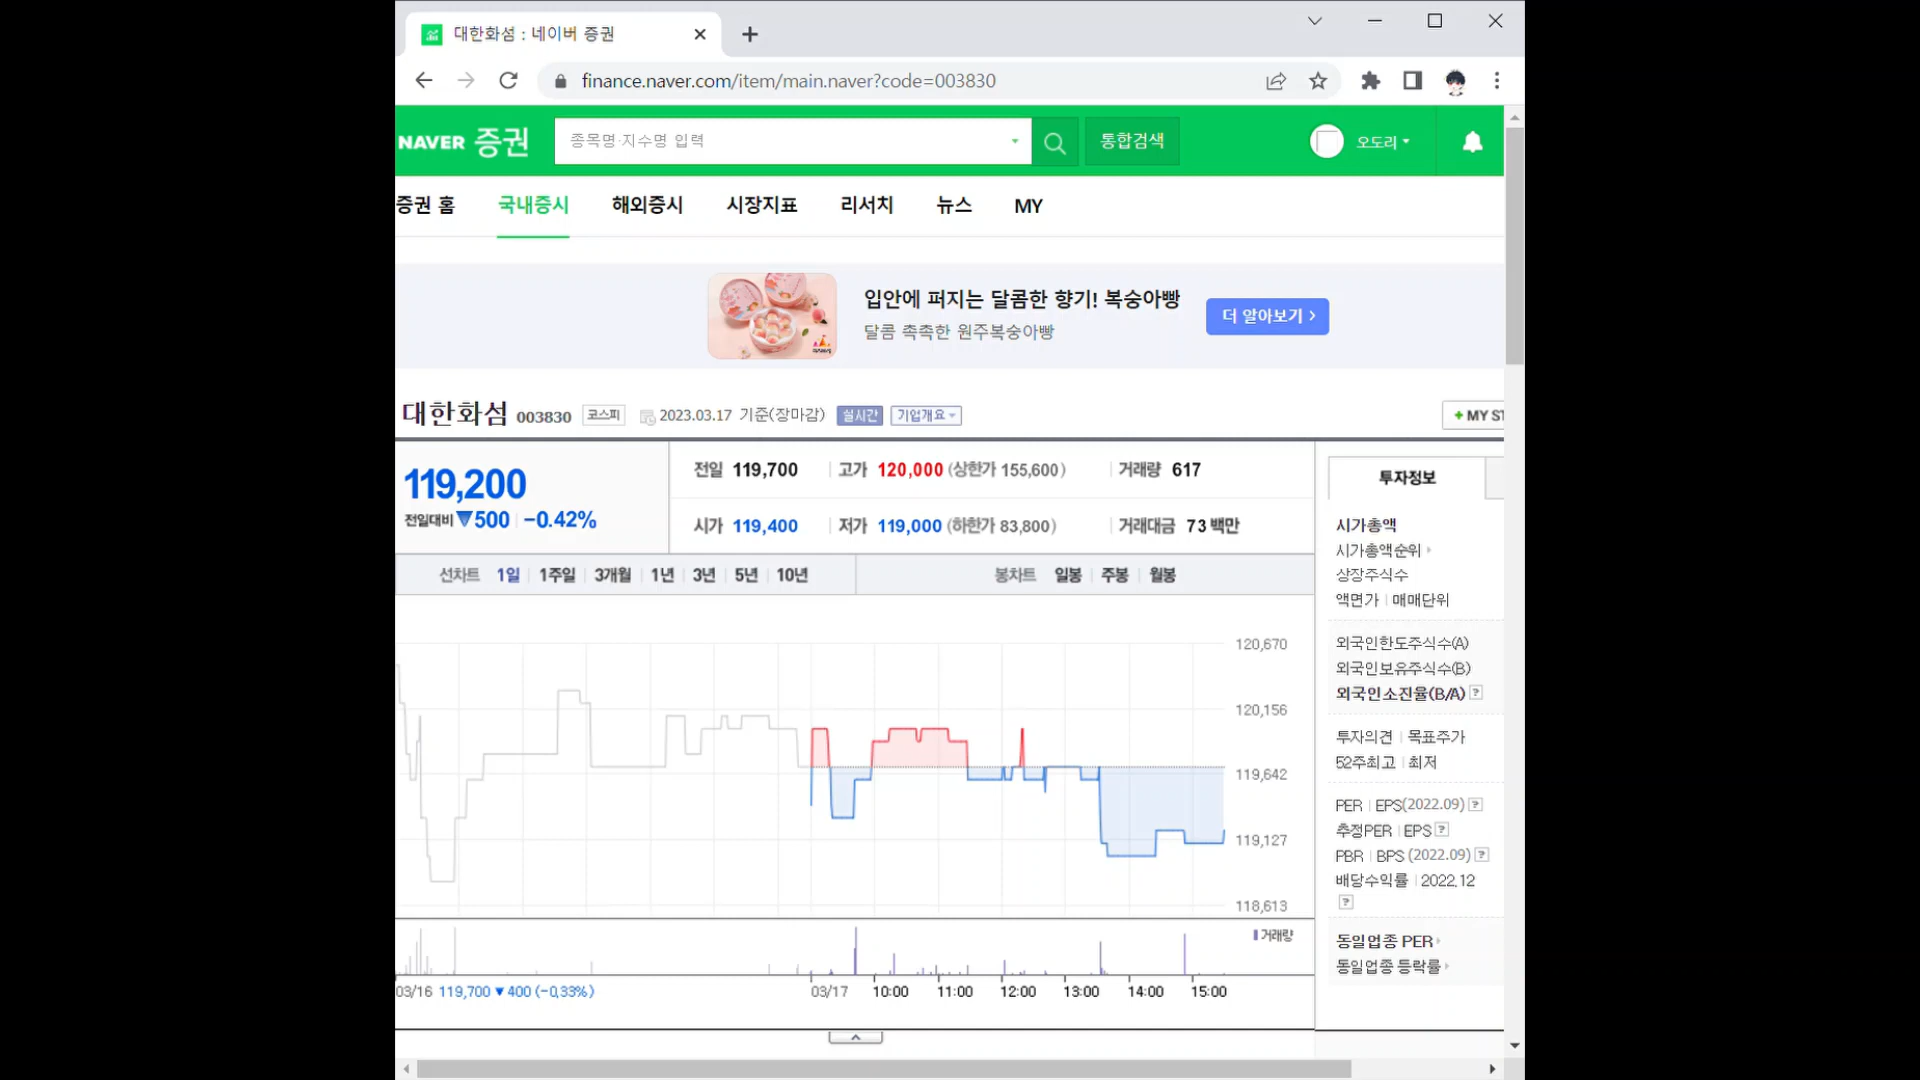 대한화섬 : 네이버 증권
finance.naver.com/item/main.naver?code=003830
NAVER 증권 종목명·지수명 입력 통합검색 오도리
증권 홈 국내증시 해외증시 시장지표 리서치 뉴스 MY
입안에 퍼지는 달콤한 향기! 복숭아빵
달콤 촉촉한 원주복숭아빵
더 알아보기 >
대한화섬 003830 코스피 2023.03.17 기준(장마감) 실시간 기업개요
+ MY ST
119,200
전일대비 ▼500 | -0.42%
전일 119,700 | 고가 120,000 (상한가 155,600) | 거래량 617
시가 119,400 | 저가 119,000 (하한가 83,800) | 거래대금 73 백만
선차트 1일 1주일 3개월 1년 3년 5년 10년
봉차트 일봉 주봉 월봉
120,670
120,156
119,642
119,127
118,613
거래량
03/16 119,700 ▼ 400 (-0.33%)
03/17 10:00 11:00 12:00 13:00 14:00 15:00
투자정보
시가총액
시가총액순위
상장주식수
액면가 | 매매단위
외국인한도주식수(A)
외국인보유주식수(B)
외국인소진율(B/A) ?
투자의견 | 목표주가
52주최고 | 최저
PER | EPS(2022.09) ?
추정PER | EPS ?
PBR | BPS (2022.09) ?
배당수익률 | 2022.12
?
동일업종 PER
동일업종 등락률